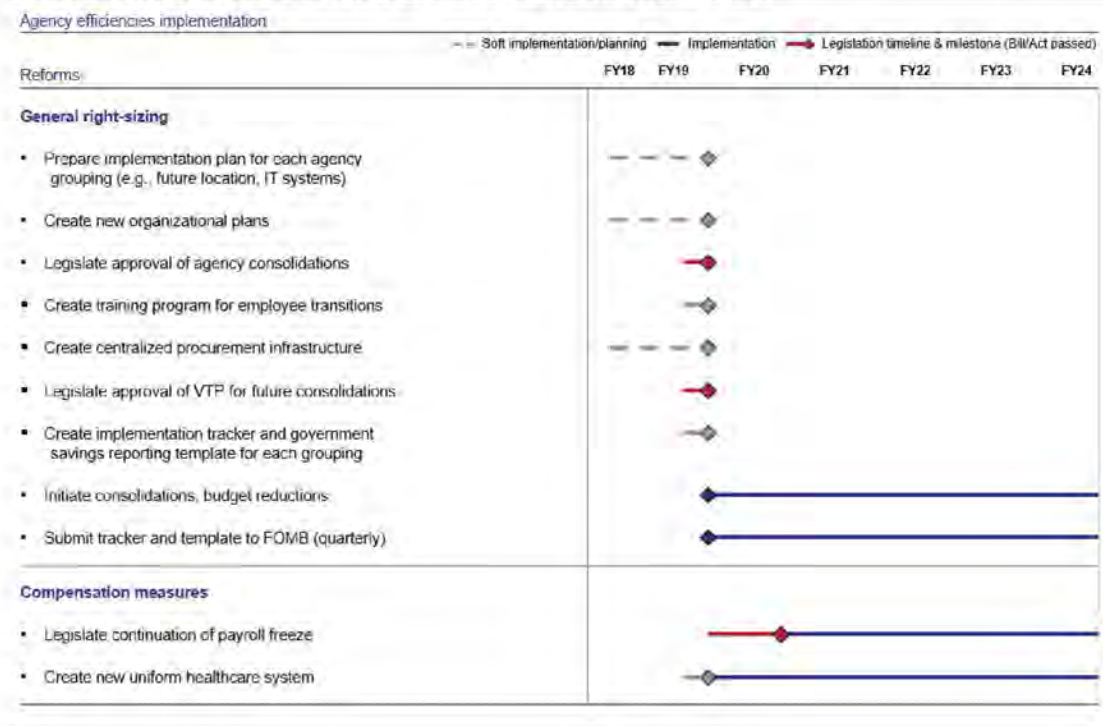 Agency efficiencies implementation
Soft implementation/planning Implementation Legislation timeline & milestone (Bill/Act passed)
Reforms FY18 FY19 FY20 FY21 FY22 FY23 FY24
General right-sizing
Prepare implementation plan for each agency
grouping (e.g., future location, IT systems)
Create new organizational plans
Legislate approval of agency consolidations
Create training program for employee transitions
Create centralized procurement infrastructure
Legislate approval of VTP for future consolidations
Create implementation tracker and government
savings reporting template for each grouping
Initiate consolidations, budget reductions
Submit tracker and template to FOMB (quarterly)
Compensation measures
Legislate continuation of payroll freeze
Create new uniform healthcare system